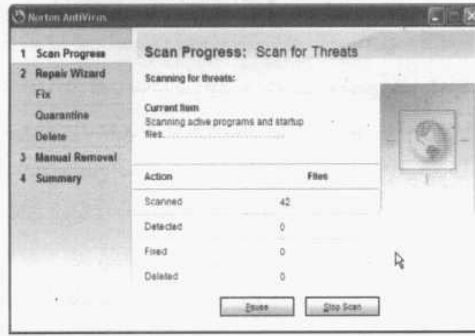 Norton AntiVirus
1 Scan Progress
2 Repair Wizard
Fix
Quarantine
Delete
3 Manual Removal
4 Summary
Scan Progress: Scan for Threats
Scanning for threats:
Current Item
Scanning active programs and startup
files.
Action Files
Scanned 42
Detected 0
Fixed 0
Deleted 0
Pause Stop Scan